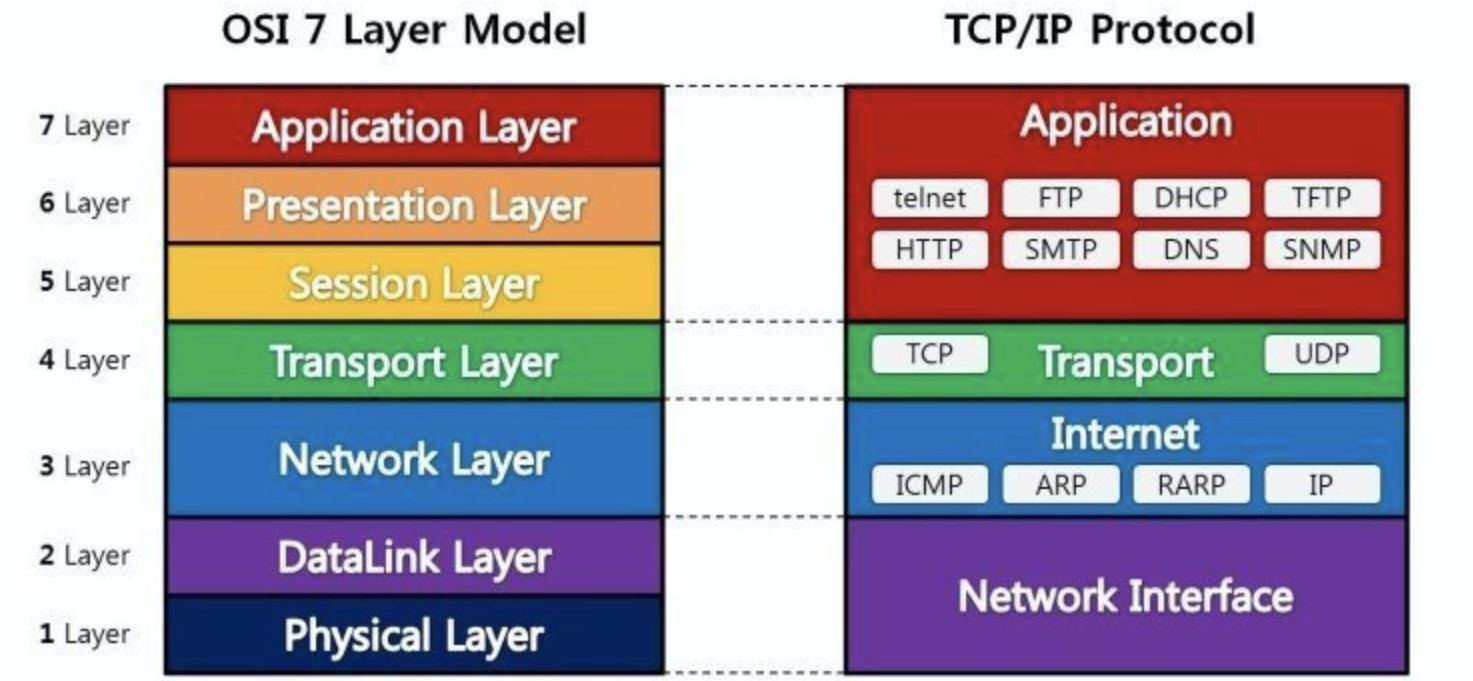 OSI 7 Layer Model
TCP/IP Protocol
7 Layer
Application Layer
6 Layer
Presentation Layer
5 Layer
Session Layer
4 Layer
Transport Layer
3 Layer
Network Layer
2 Layer
DataLink Layer
1 Layer
Physical Layer
Application
telnet FTP DHCP TFTP
HTTP SMTP DNS SNMP
TCP Transport UDP
Internet
ICMP ARP RARP IP
Network Interface